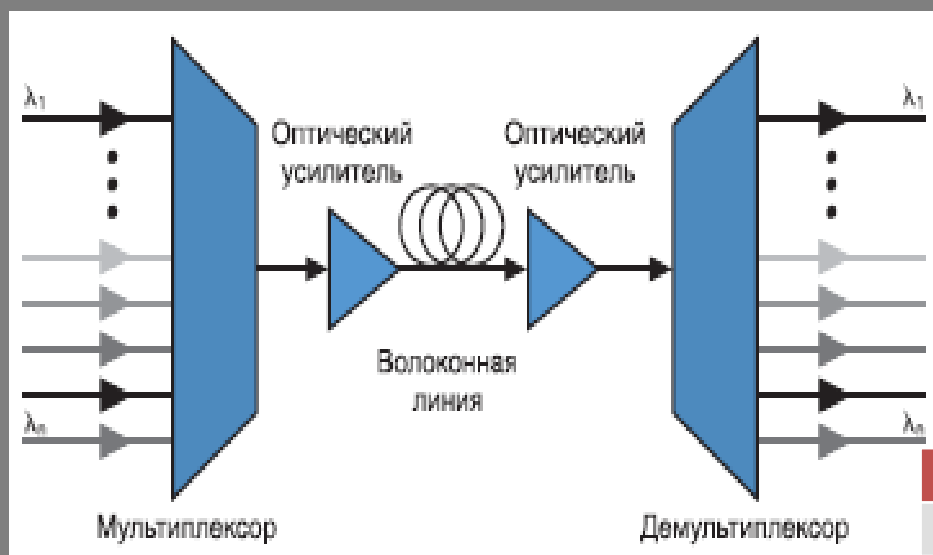 λ₁
Оптический
усилитель
Оптический
усилитель
λ₁
Волоконная
линия
λₙ
λₙ
Мультиплексор
Демультиплексор